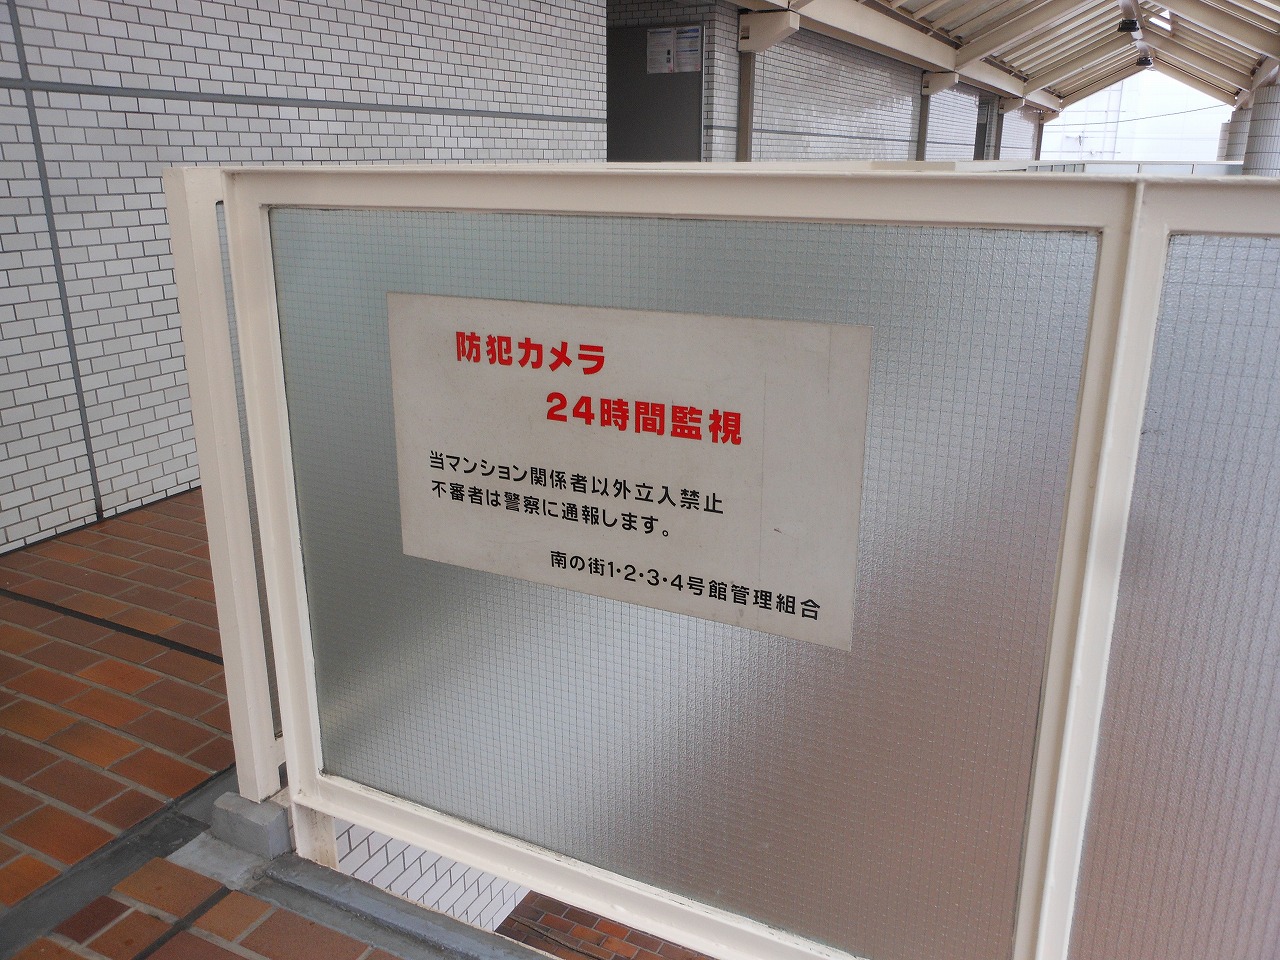 防犯カメラ
24時間監視
当マンション関係者以外立入禁止
不審者は警察に通報します。
南の街1・2・3・4号館管理組合